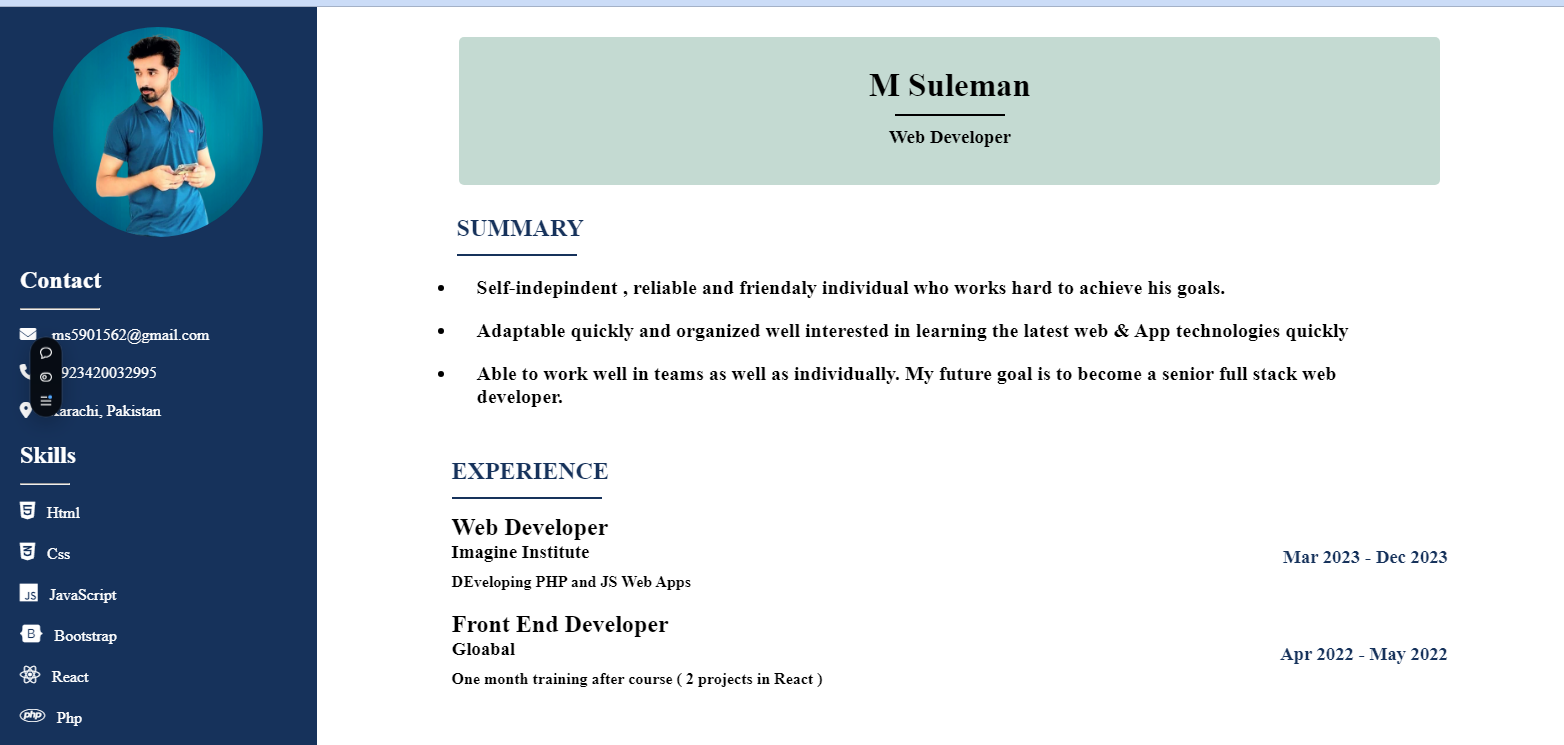 Contact
ms5901562@gmail.com
923420032995
arachi, Pakistan
Skills
Html
Css
JS JavaScript
B Bootstrap
React
php Php
M Suleman
Web Developer
SUMMARY
Self-indepindent , reliable and friendaly individual who works hard to achieve his goals.
Adaptable quickly and organized well interested in learning the latest web & App technologies quickly
Able to work well in teams as well as individually. My future goal is to become a senior full stack web
developer.
EXPERIENCE
Web Developer
Imagine Institute
Mar 2023 - Dec 2023
DEveloping PHP and JS Web Apps
Front End Developer
Gloabal
Apr 2022 - May 2022
One month training after course ( 2 projects in React )